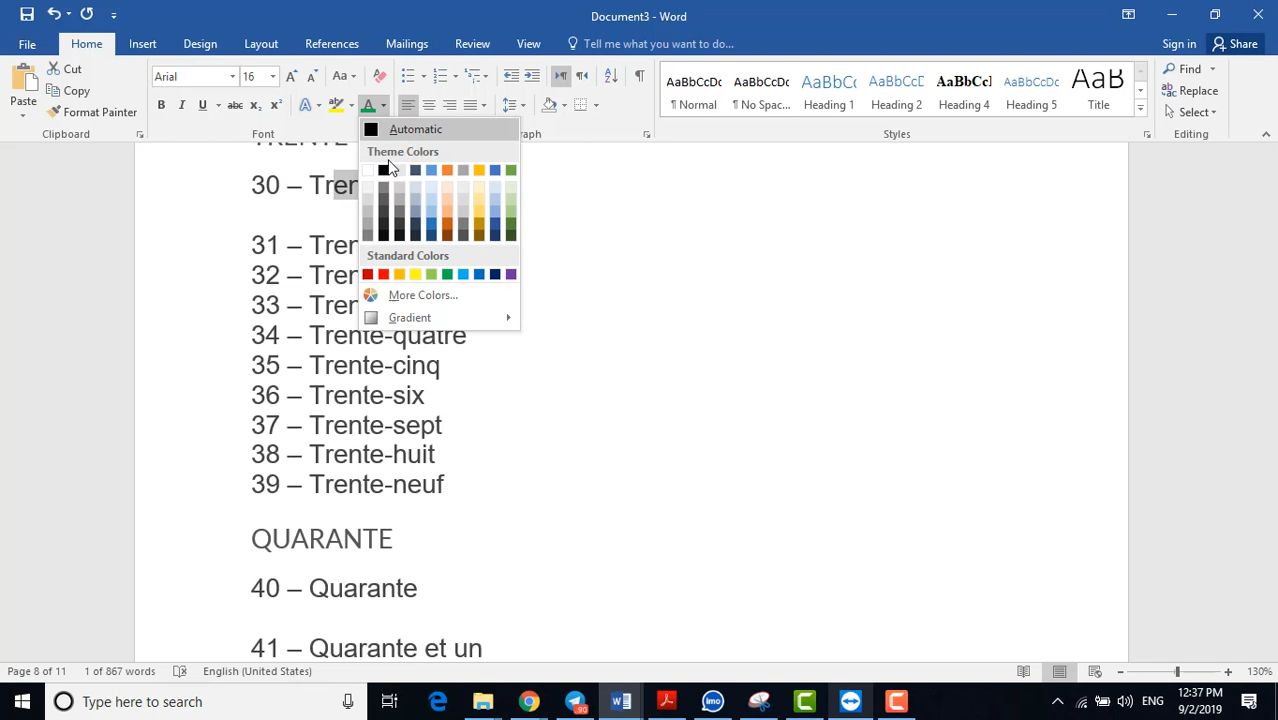 Document3 - Word
File Home Insert Design Layout References Mailings Review View Tell me what you want to do... Sign in Share
Paste
Cut
Copy
Format Painter
Clipboard
Arial 16
Font
Styles
AaBbCcDc AaBbCcDc AaBbC AaBbCcD AaBbCc AaBbCcDc AaB
¶ Normal ¶ No Spac... Heading 1 Heading 2 Heading 4 Heading Title
Find
Replace
Select
Editing
Automatic
Theme Colors
Standard Colors
More Colors...
Gradient
TRENTE
30 – Tren
31 – Tren
32 – Tren
33 – Tren
34 – Trente-quatre
35 – Trente-cinq
36 – Trente-six
37 – Trente-sept
38 – Trente-huit
39 – Trente-neuf
QUARANTE
40 – Quarante
41 – Quarante et un
Page 8 of 11 1 of 867 words English (United States) 130%
Type here to search
90
imo
ENG
12:37 PM
9/2/2019